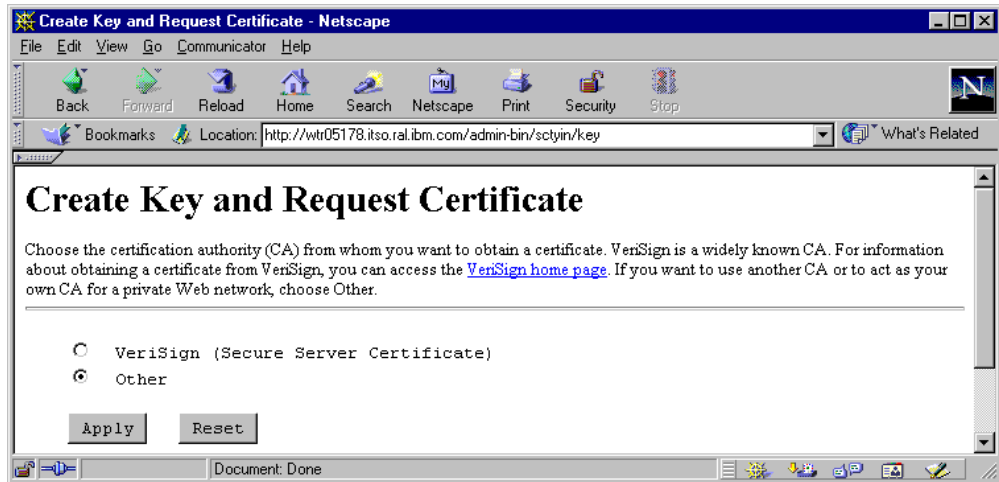 Create Key and Request Certificate - Netscape
File Edit View Go Communicator Help
Back Forward Reload Home Search Netscape Print Security Stop
My
N
Bookmarks Location: http://wtr05178.itso.ral.ibm.com/admin-bin/sctyin/key What's Related
Create Key and Request Certificate
Choose the certification authority (CA) from whom you want to obtain a certificate. VeriSign is a widely known CA. For information
about obtaining a certificate from VeriSign, you can access the VeriSign home page. If you want to use another CA or to act as your
own CA for a private Web network, choose Other.
VeriSign (Secure Server Certificate)
Other
Apply Reset
Document: Done